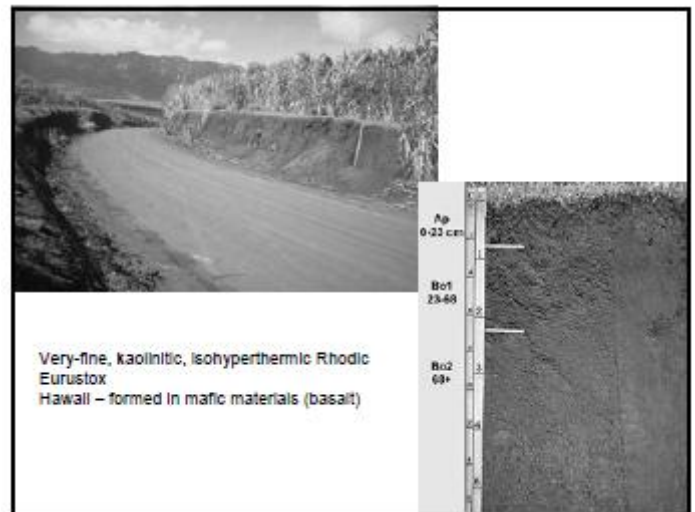 Ap
0-23 cm
Bo1
23-68
Bo2
68+
Very-fine, kaolinitic, isohyperthermic Rhodic
Eurustox
Hawaii – formed in mafic materials (basalt)